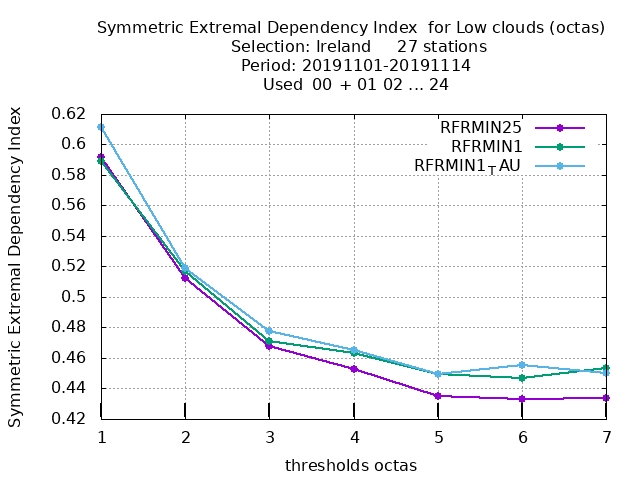 Symmetric Extremal Dependency Index for Low clouds (octas)
Selection: Ireland 27 stations
Period: 20191101-20191114
Used 00 + 01 02 ... 24
Symmetric Extremal Dependency Index
0.62
0.6
0.58
0.56
0.54
0.52
0.5
0.48
0.46
0.44
0.42
RFRMIN25
RFRMIN1
RFRMIN1TAU
1 2 3 4 5 6 7
thresholds octas